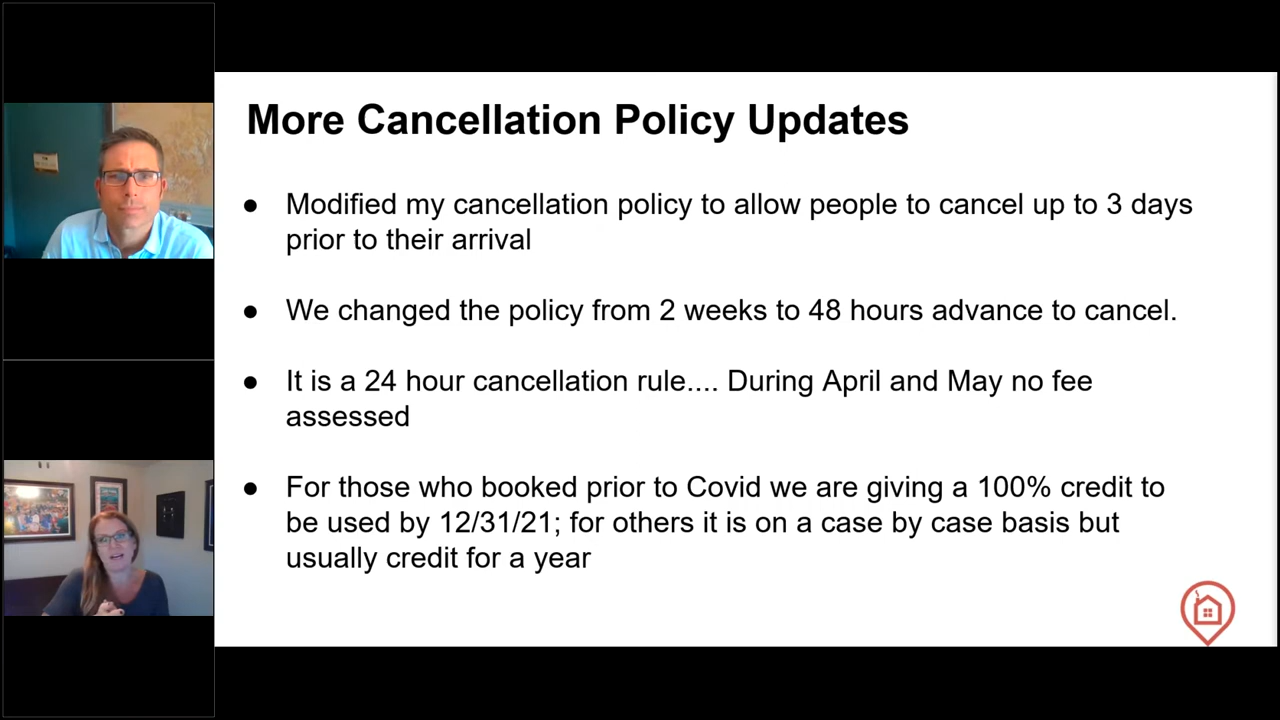 More Cancellation Policy Updates
● Modified my cancellation policy to allow people to cancel up to 3 days
prior to their arrival
● We changed the policy from 2 weeks to 48 hours advance to cancel.
● It is a 24 hour cancellation rule.... During April and May no fee
assessed
● For those who booked prior to Covid we are giving a 100% credit to
be used by 12/31/21; for others it is on a case by case basis but
usually credit for a year